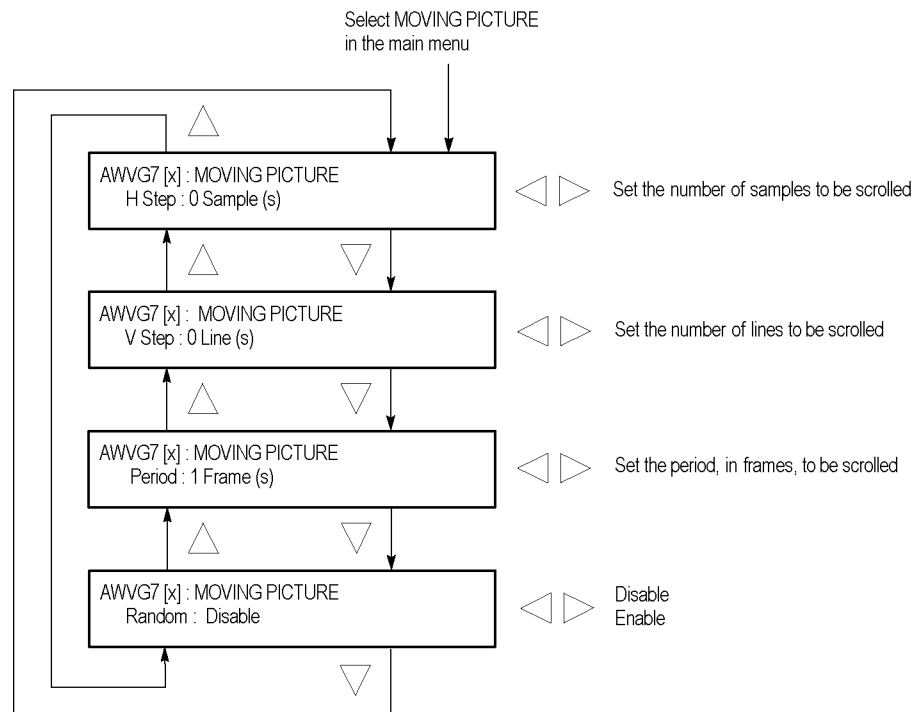 Select MOVING PICTURE
in the main menu
AWVG7 [x] : MOVING PICTURE
H Step : 0 Sample (s)
Set the number of samples to be scrolled
AWVG7 [x] : MOVING PICTURE
V Step : 0 Line (s)
Set the number of lines to be scrolled
AWVG7 [x] : MOVING PICTURE
Period : 1 Frame (s)
Set the period, in frames, to be scrolled
AWVG7 [x] : MOVING PICTURE
Random : Disable
Disable
Enable